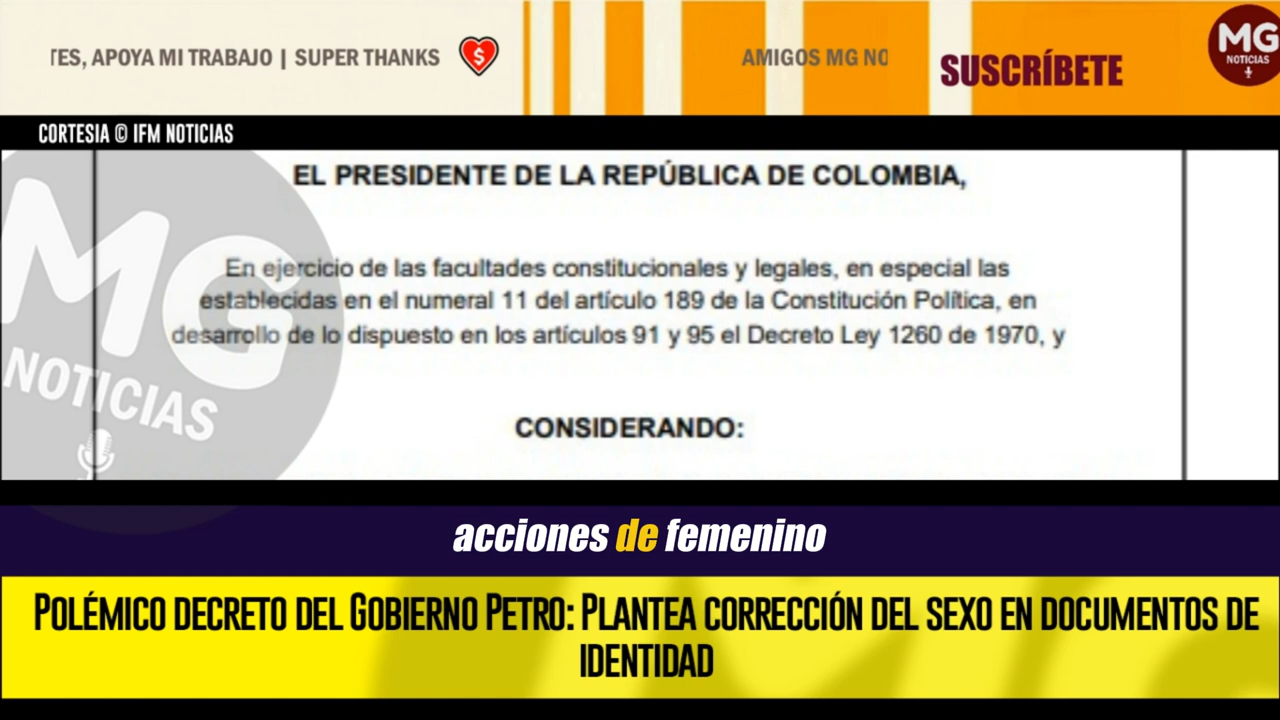 TES, APOYA MI TRABAJO | SUPER THANKS
AMIGOS MG NO
SUSCRÍBETE
MG
NOTICIAS
CORTESIA © IFM NOTICIAS
EL PRESIDENTE DE LA REPÚBLICA DE COLOMBIA,
En ejercicio de las facultades constitucionales y legales, en especial las
establecidas en el numeral 11 del artículo 189 de la Constitución Política, en
desarrollo de lo dispuesto en los artículos 91 y 95 el Decreto Ley 1260 de 1970, y
CONSIDERANDO:
MG
NOTICIAS
acciones de femenino
POLÉMICO DECRETO DEL GOBIERNO PETRO: PLANTEA CORRECCIÓN DEL SEXO EN DOCUMENTOS DE
IDENTIDAD